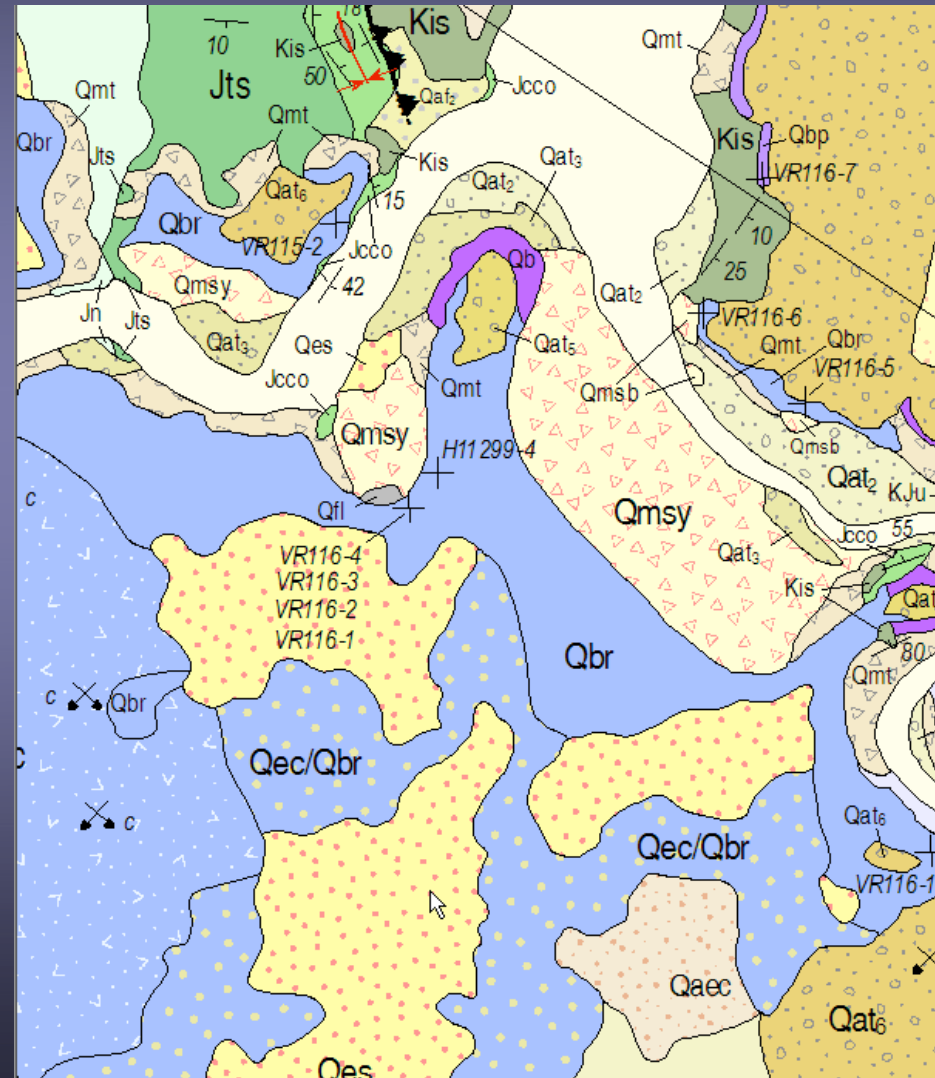 18
Kis
Qmt
10
Kis
50
Jts
Jcco
Qaf₂
Qmt
Qmt
Kis
Qbp
Qbr
Jts
Kis
Qat₃
VR116-7
Qat₆
Qat₂
15
Qbr
10
VR115-2
Jcco
Qb
25
Qmsy
42
Qat₂
Jn
Jts
VR116-6
Qat₃
Qes
Qat₅
Qmt
Qbr
VR116-5
Jcco
Qmt
Qmsb
Qmsy
H11299-4
Qmsb
Qat₂
c
KJu-
Qfl
Qmsy
55
Jcco
VR116-4
Qat₃
VR116-3
Kis
VR116-2
Qat
VR116-1
Qbr
80
Qmt
c
Qbr
c
Qec/Qbr
c
Qat₆
Qec/Qbr
VR116-1
Qaec
Qat₆
Qes